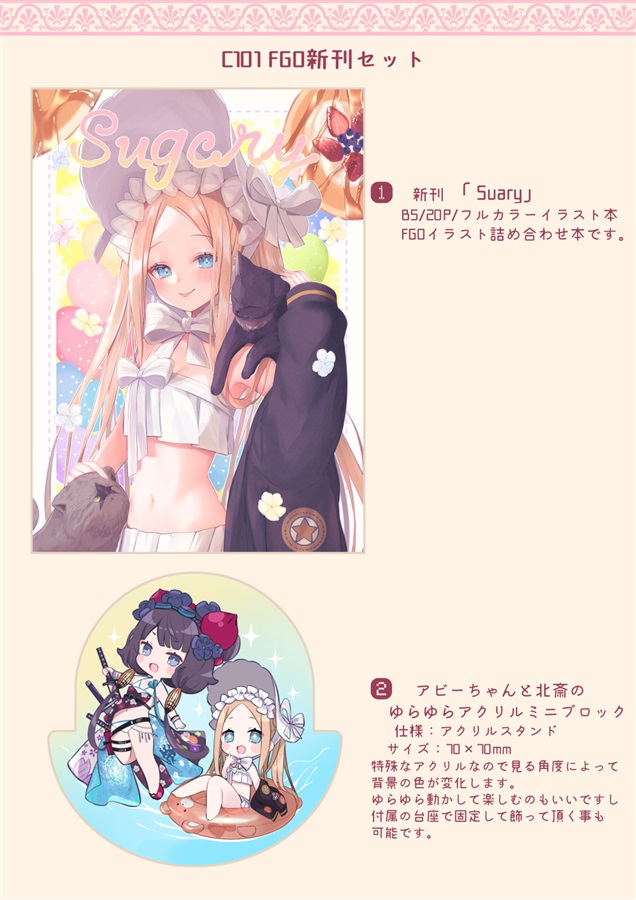 C101 FGO新刊セット
Sugary
1 新刊 「Suary」
B5/20P/フルカラーイラスト本
FGOイラスト詰め合わせ本です。
2 アビーちゃんと北斎の
ゆらゆらアクリルミニブロック
仕様：アクリルスタンド
サイズ：70×70mm
特殊なアクリルなので見る角度によって
背景の色が変化します。
ゆらゆら動かして楽しむのもいいですし
付属の台座で固定して飾って頂く事も
可能です。